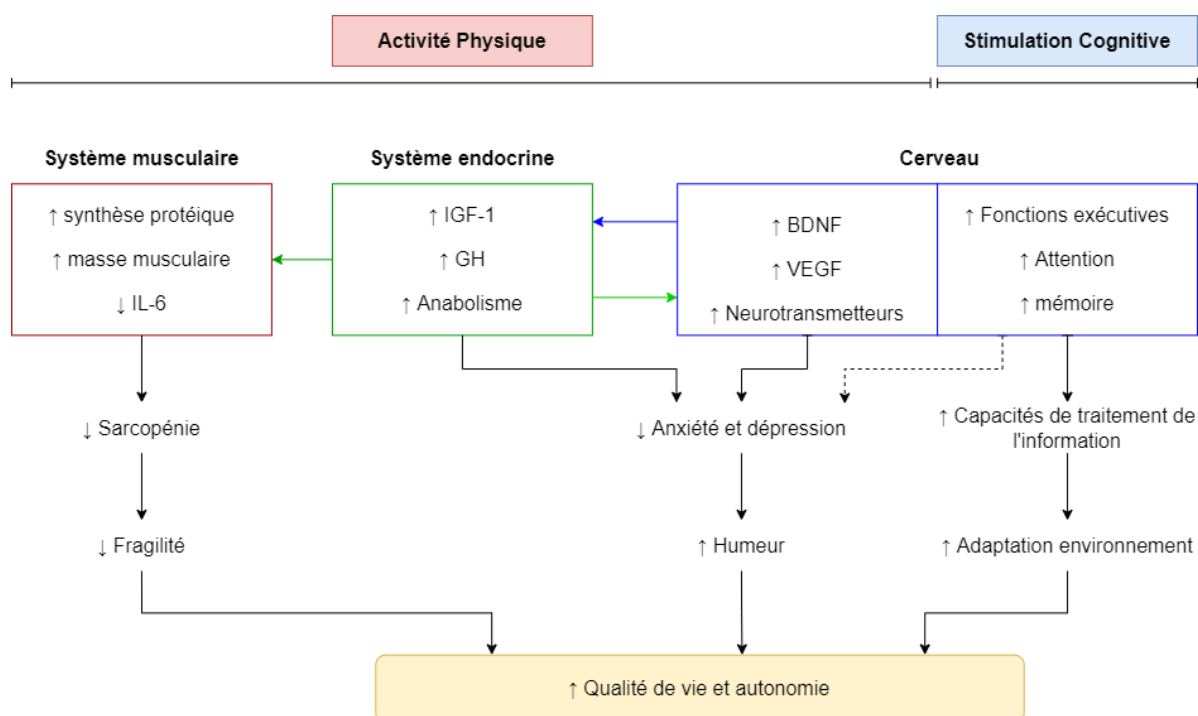 Activité Physique
Stimulation Cognitive
Système musculaire
Système endocrine
Cerveau
↑ synthèse protéique
↑ masse musculaire
↓ IL-6
↑ IGF-1
↑ GH
↑ Anabolisme
↑ BDNF
↑ VEGF
↑ Neurotransmetteurs
↑ Fonctions exécutives
↑ Attention
↑ mémoire
↓ Sarcopénie
↓ Anxiété et dépression
↑ Capacités de traitement de
l'information
↓ Fragilité
↑ Humeur
↑ Adaptation environnement
↑ Qualité de vie et autonomie